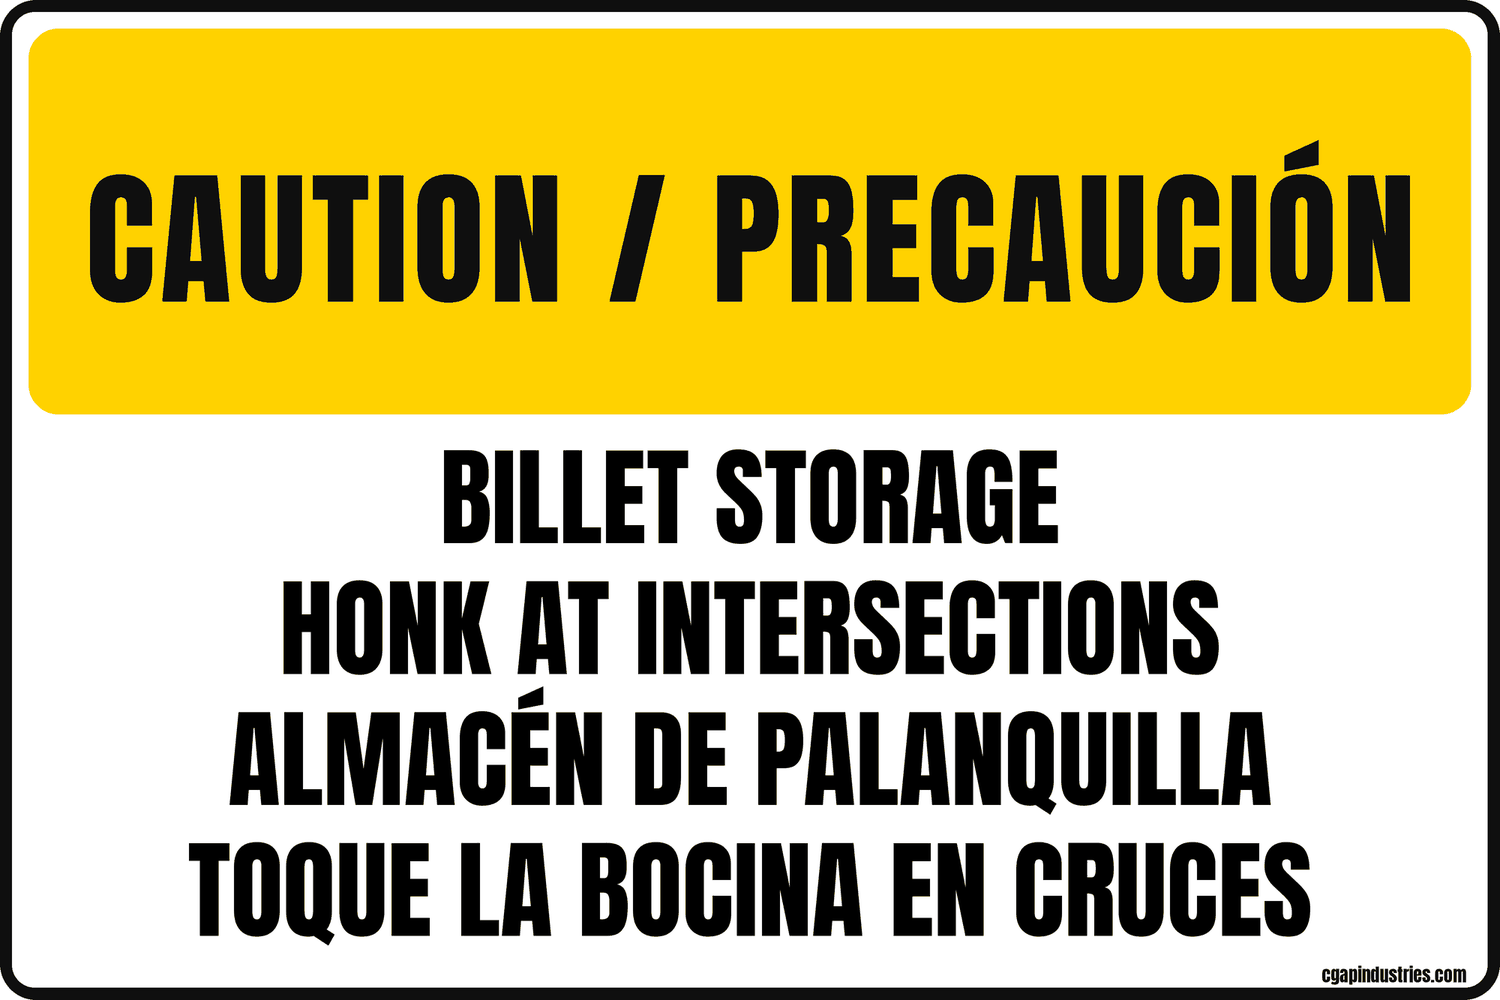 CAUTION / PRECAUCIÓN
BILLET STORAGE
HONK AT INTERSECTIONS
ALMACÉN DE PALANQUILLA
TOQUE LA BOCINA EN CRUCES
cgapindustries.com